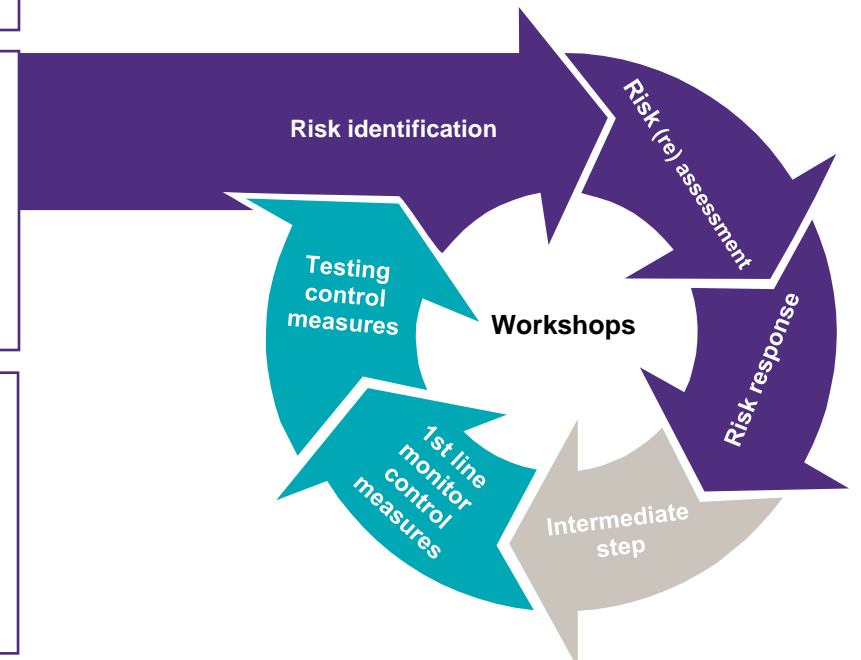 Risk identification
Risk (re) assessment
Risk response
Intermediate
step
1st line
monitor
control
measures
Testing
control
measures
Workshops